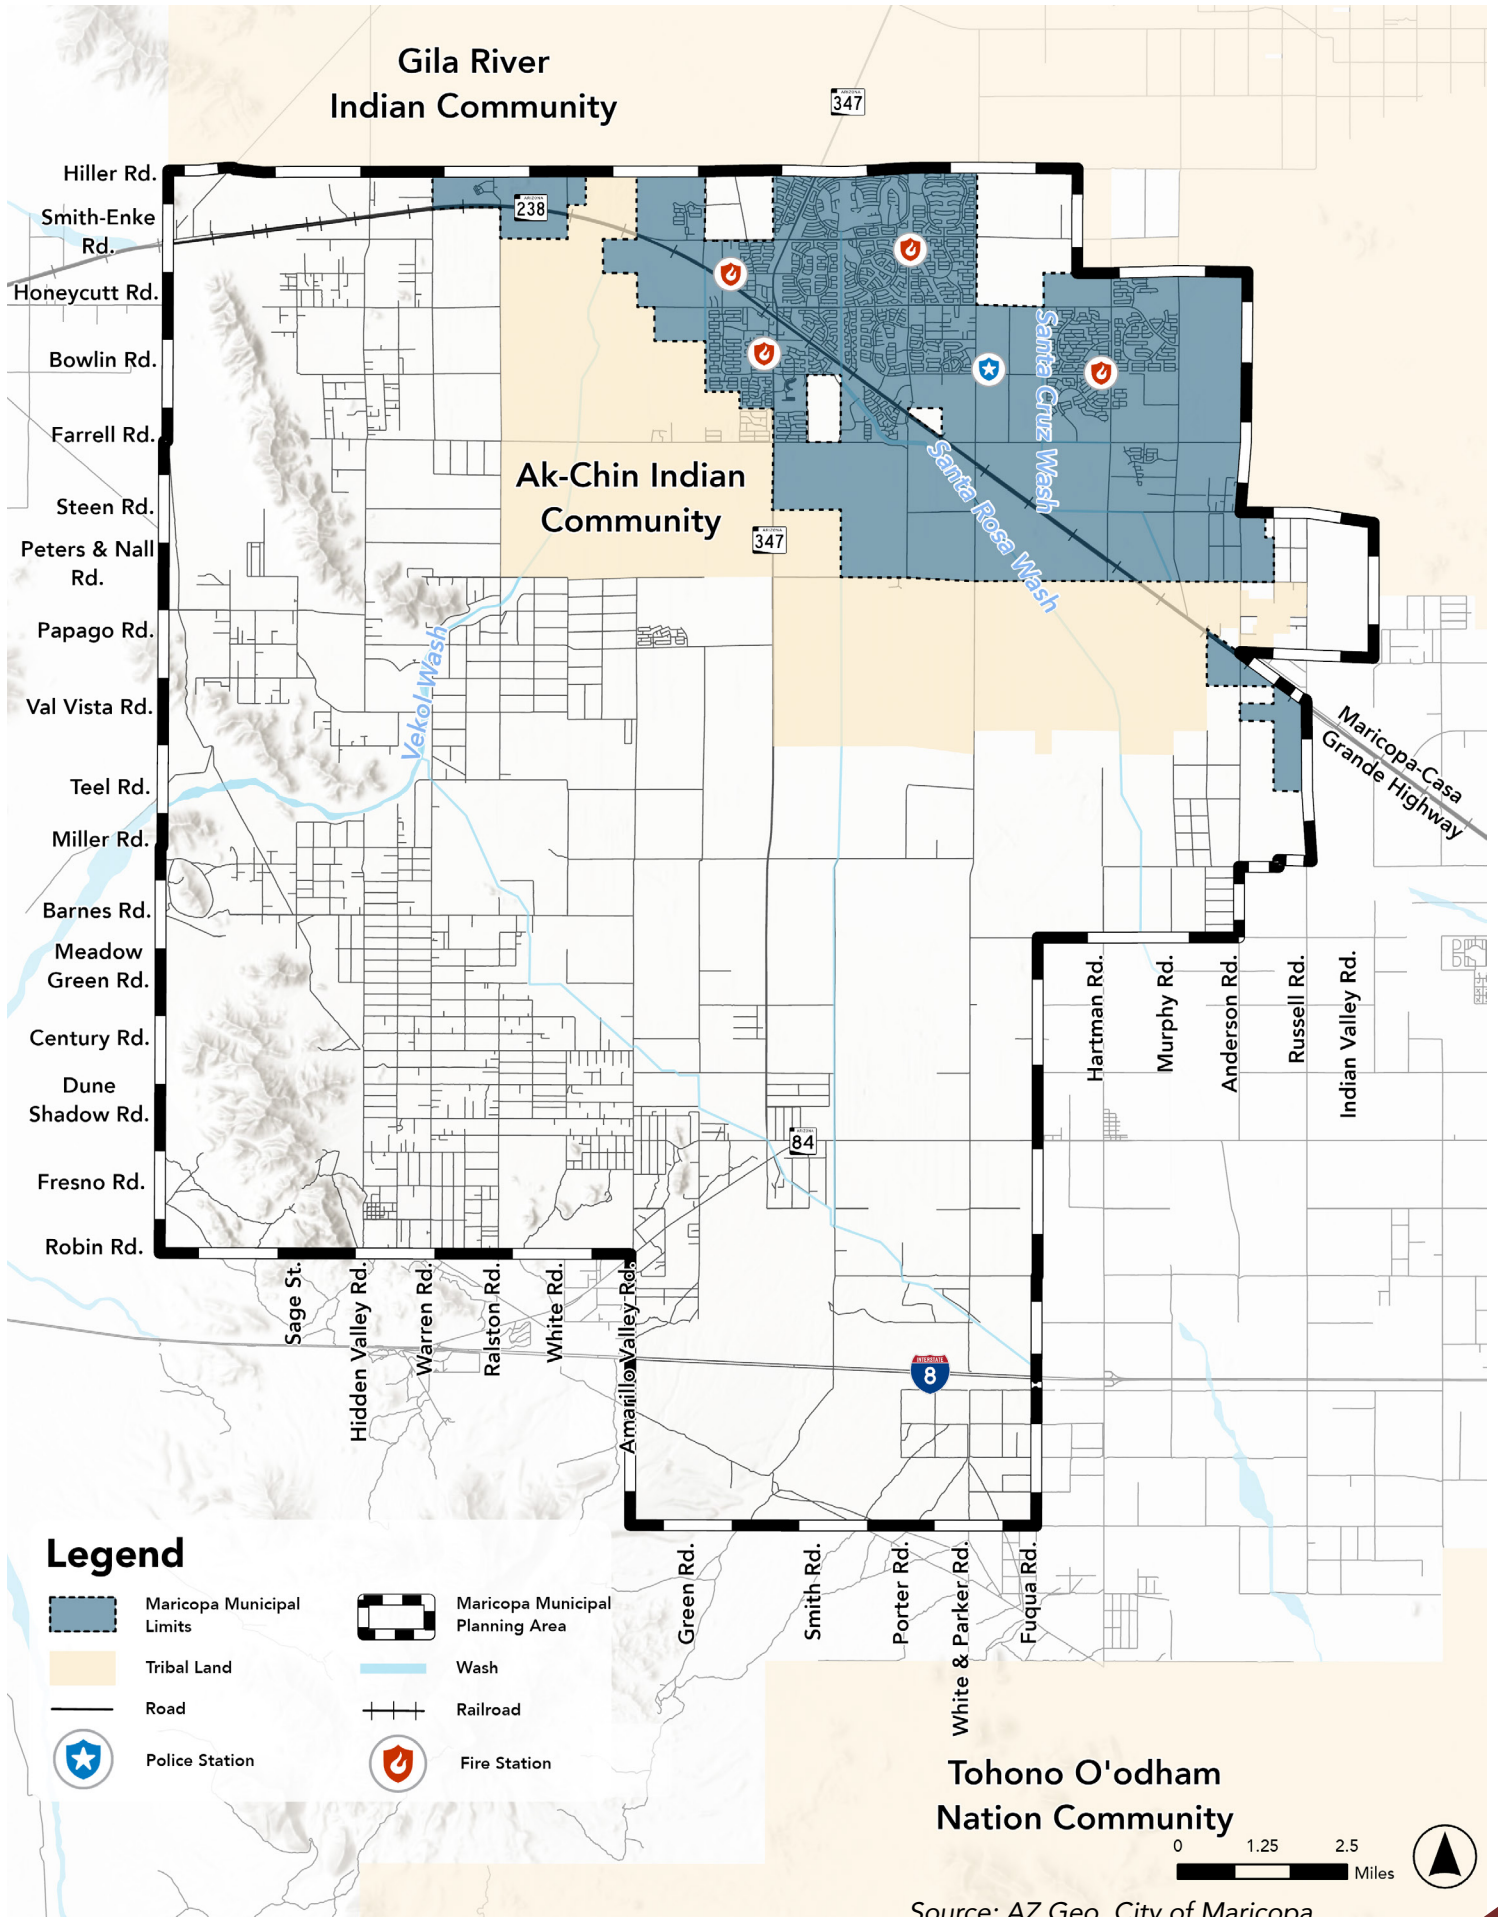 Gila River
Indian Community
ARIZONA
347
Hiller Rd.
Smith-Enke
Rd.
ARIZONA
238
Honeycutt Rd.
Bowlin Rd.
Farrell Rd.
Steen Rd.
Peters & Nall
Rd.
Papago Rd.
Val Vista Rd.
Teel Rd.
Miller Rd.
Barnes Rd.
Meadow
Green Rd.
Century Rd.
Dune
Shadow Rd.
Fresno Rd.
Robin Rd.
Santa Cruz Wash
Santa Rosa Wash
Ak-Chin Indian
Community
ARIZONA
347
Vekol Wash
Maricopa-Casa
Grande Highway
Hartman Rd.
Murphy Rd.
Anderson Rd.
Russell Rd.
Indian Valley Rd.
ARIZONA
84
Sage St.
Hidden Valley Rd.
Warren Rd.
Ralston Rd.
White Rd.
Amarillo Valley Rd.
INTERSTATE
8
Green Rd.
Smith Rd.
Porter Rd.
White & Parker Rd.
Fuqua Rd.
Legend
Maricopa Municipal
Limits
Maricopa Municipal
Planning Area
Tribal Land
Wash
Road
Railroad
Police Station
Fire Station
Tohono O'odham
Nation Community
0 1.25 2.5
Miles
Source: AZ Geo, City of Maricopa